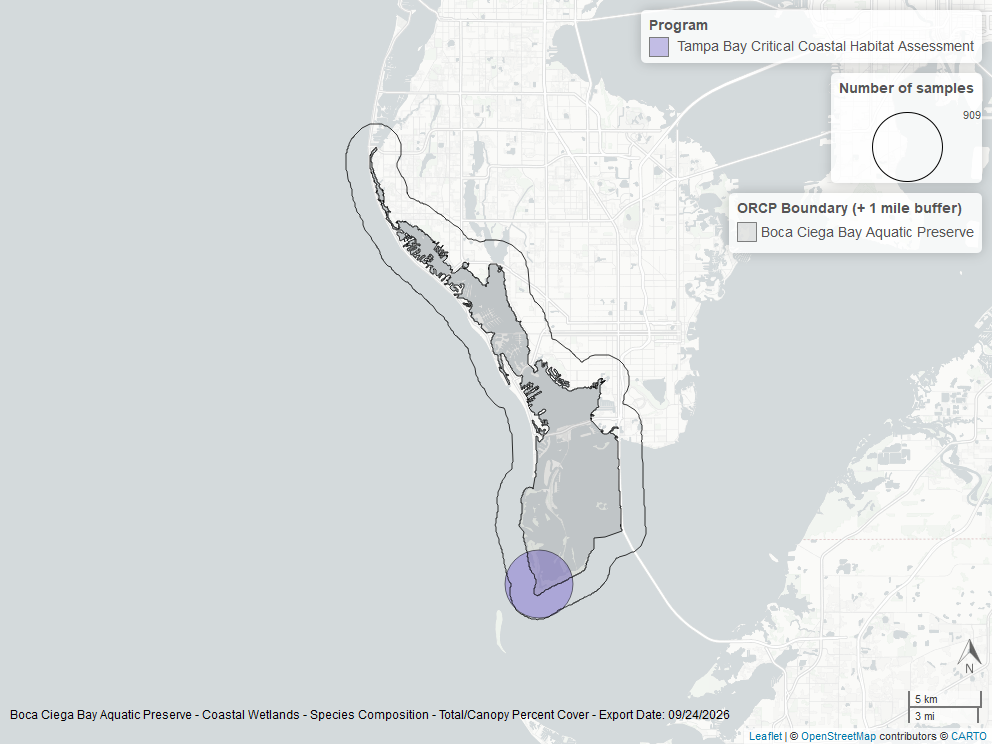 Program
Tampa Bay Critical Coastal Habitat Assessment
Number of samples
909
ORCP Boundary (+ 1 mile buffer)
Boca Ciega Bay Aquatic Preserve
N
5 km
3 mi
Boca Ciega Bay Aquatic Preserve - Coastal Wetlands - Species Composition - Total/Canopy Percent Cover - Export Date: 09/24/2026
Leaflet | © OpenStreetMap contributors © CARTO